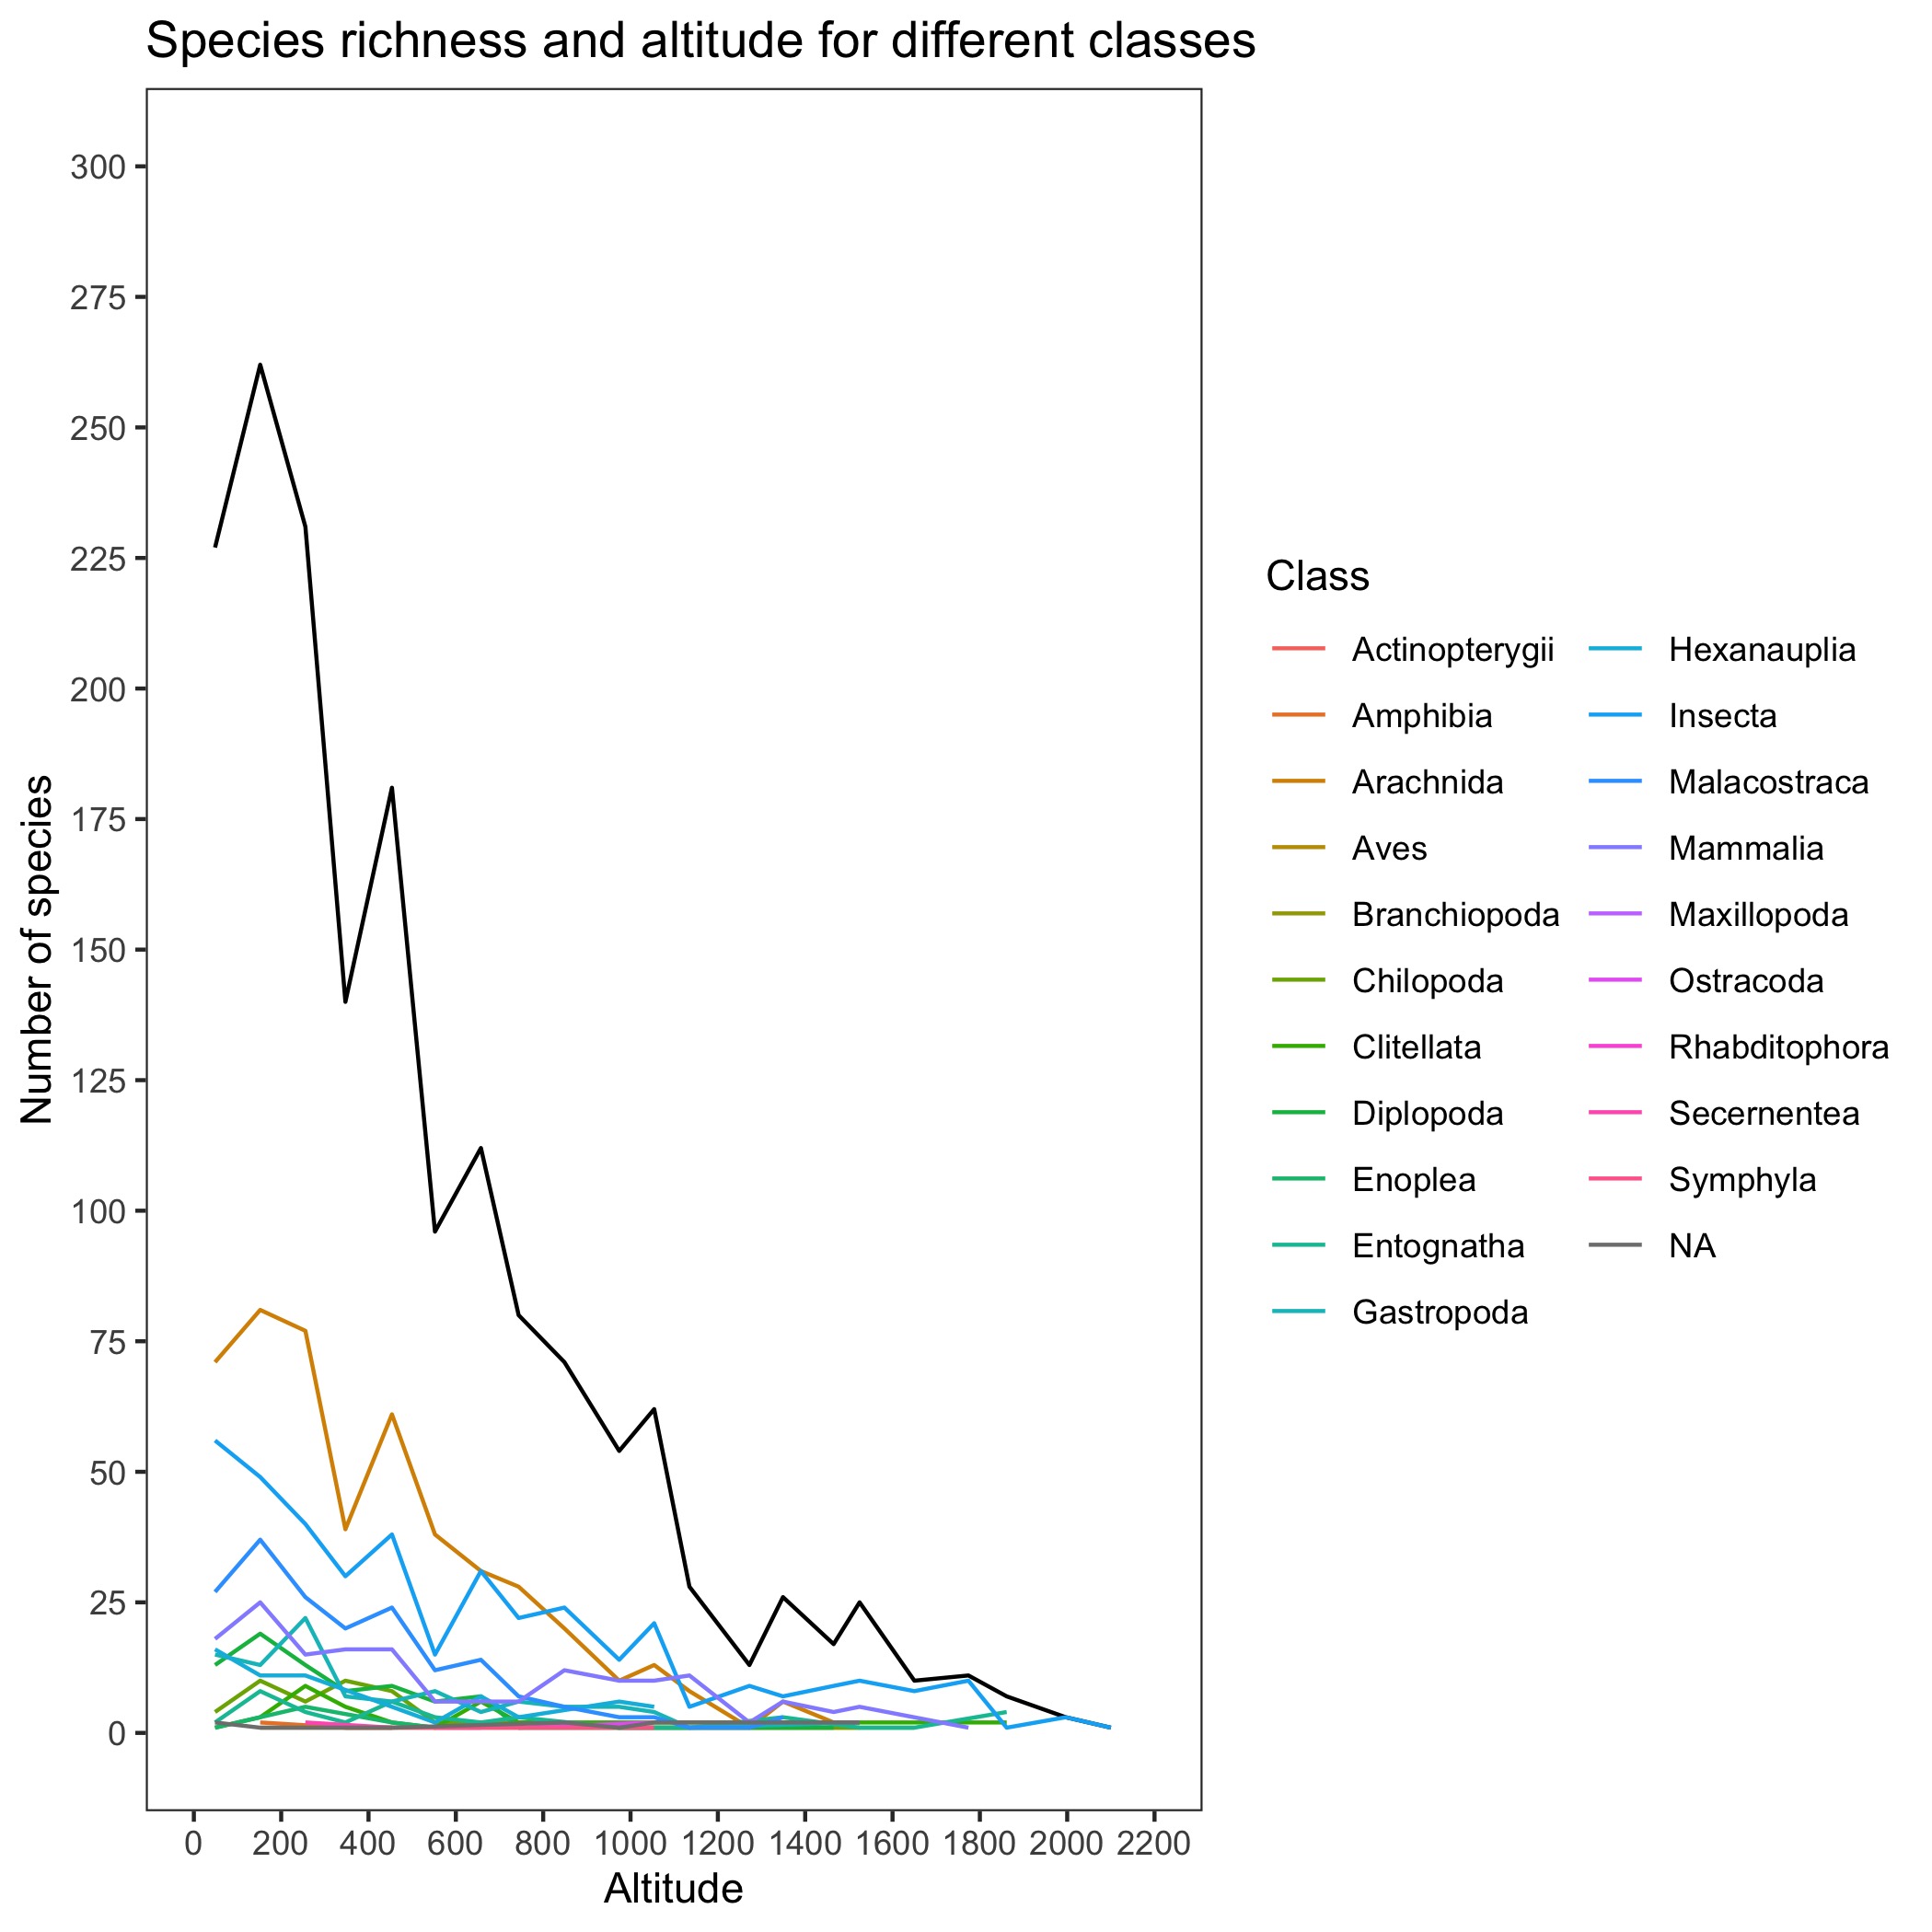 Species richness and altitude for different classes
300
275
250
225
200
175
150
125
100
75
50
25
0
Number of species
0 200 400 600 800 1000 1200 1400 1600 1800 2000 2200
Altitude
Class
Actinopterygii
Amphibia
Arachnida
Aves
Branchiopoda
Chilopoda
Clitellata
Diplopoda
Enoplea
Entognatha
Gastropoda
Hexanauplia
Insecta
Malacostraca
Mammalia
Maxillopoda
Ostracoda
Rhabditophora
Secernentea
Symphyla
NA